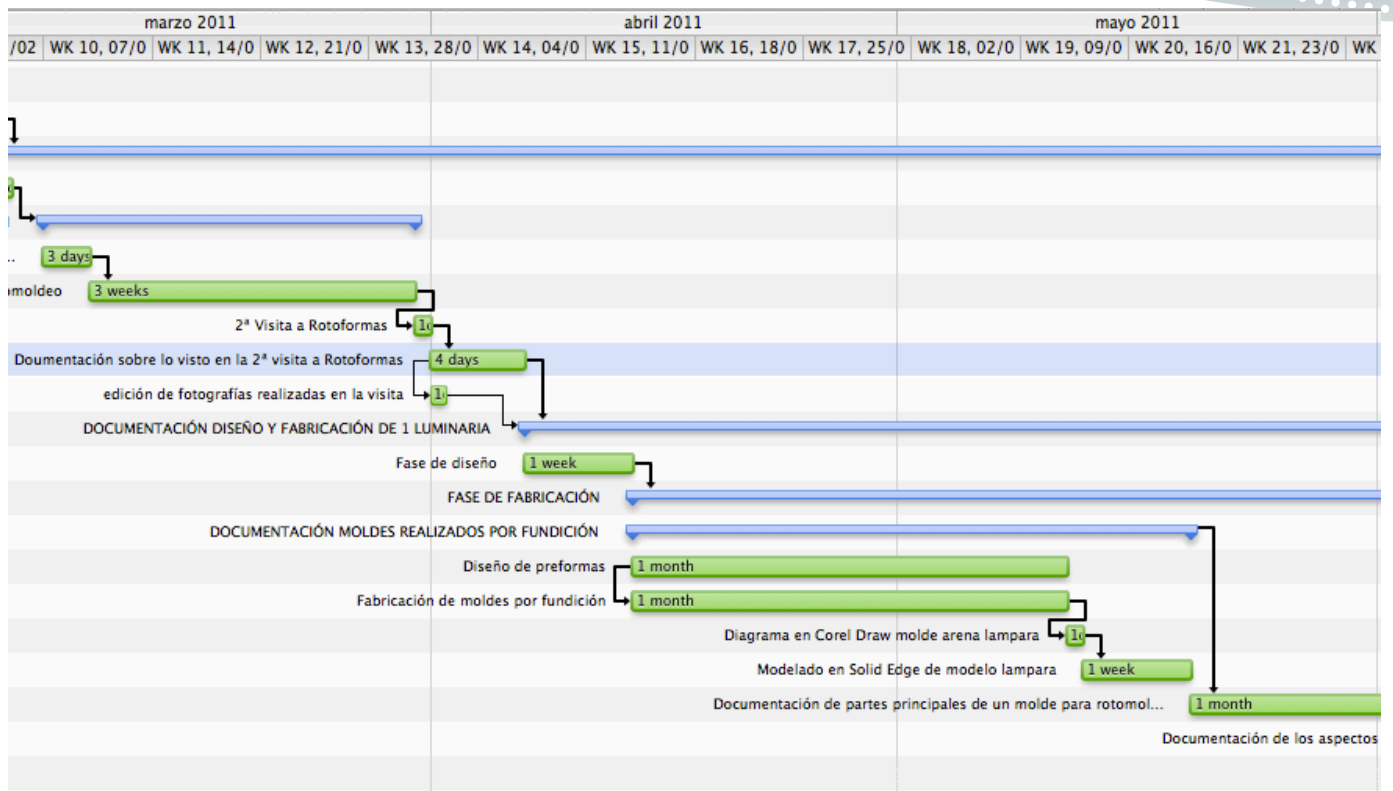 marzo 2011 abril 2011 mayo 2011
/02 WK 10, 07/0 WK 11, 14/0 WK 12, 21/0 WK 13, 28/0 WK 14, 04/0 WK 15, 11/0 WK 16, 18/0 WK 17, 25/0 WK 18, 02/0 WK 19, 09/0 WK 20, 16/0 WK 21, 23/0 WK
.. 3 days
omoldeo 3 weeks
2ª Visita a Rotoformas 1
Doumentación sobre lo visto en la 2ª visita a Rotoformas 4 days
edición de fotografías realizadas en la visita 1
DOCUMENTACIÓN DISEÑO Y FABRICACIÓN DE 1 LUMINARIA
Fase de diseño 1 week
FASE DE FABRICACIÓN
DOCUMENTACIÓN MOLDES REALIZADOS POR FUNDICIÓN
Diseño de preformas 1 month
Fabricación de moldes por fundición 1 month
Diagrama en Corel Draw molde arena lampara 1
Modelado en Solid Edge de modelo lampara 1 week
Documentación de partes principales de un molde para rotomol... 1 month
Documentación de los aspectos